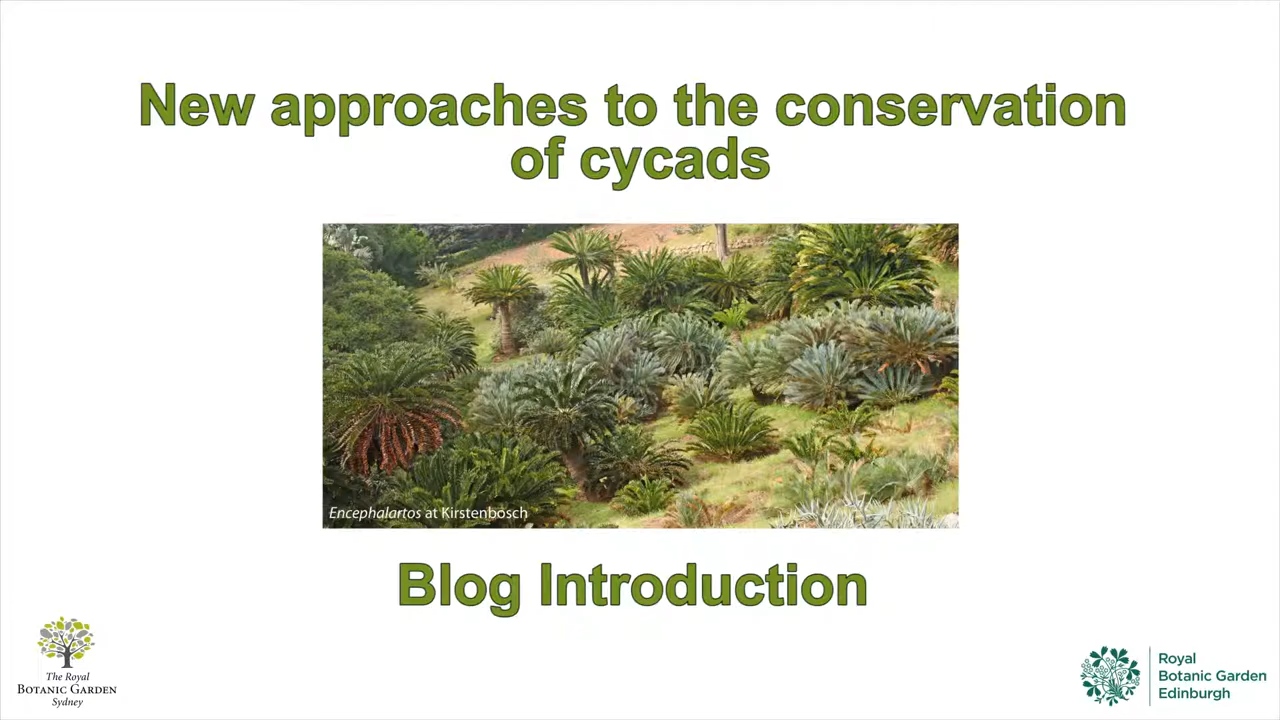 New approaches to the conservation
of cycads
Encephalartos at Kirstenbosch
Blog Introduction
The Royal
BOTANIC GARDEN
Sydney
Royal
Botanic Garden
Edinburgh